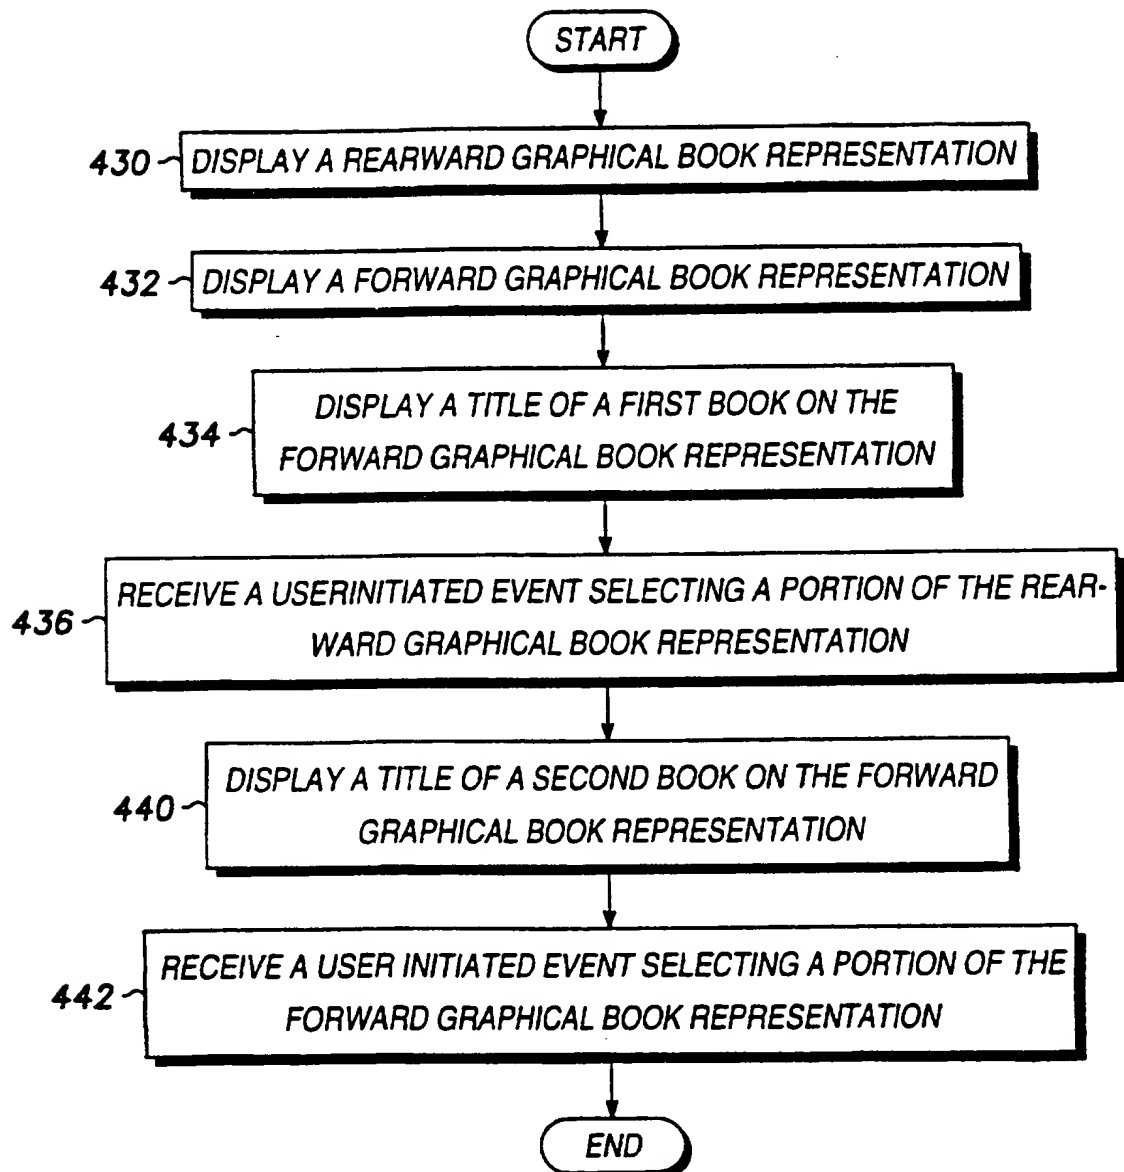 START
430 DISPLAY A REARWARD GRAPHICAL BOOK REPRESENTATION
432 DISPLAY A FORWARD GRAPHICAL BOOK REPRESENTATION
DISPLAY A TITLE OF A FIRST BOOK ON THE
434
FORWARD GRAPHICAL BOOK REPRESENTATION
RECEIVE A USERINITIATED EVENT SELECTING A PORTION OF THE REAR-
436
WARD GRAPHICAL BOOK REPRESENTATION
DISPLAY A TITLE OF A SECOND BOOK ON THE FORWARD
440
GRAPHICAL BOOK REPRESENTATION
RECEIVE A USER INITIATED EVENT SELECTING A PORTION OF THE
442
FORWARD GRAPHICAL BOOK REPRESENTATION
END